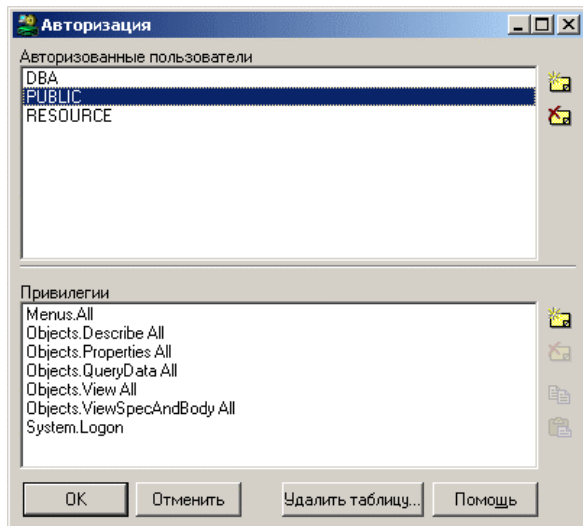 Авторизация
Авторизованные пользователи
DBA
PUBLIC
RESOURCE
Привилегии
Menus.All
Objects.Describe All
Objects.Properties All
Objects.QueryData All
Objects.View All
Objects.ViewSpecAndBody All
System.Logon
OK Отменить Удалить таблицу... Помощь